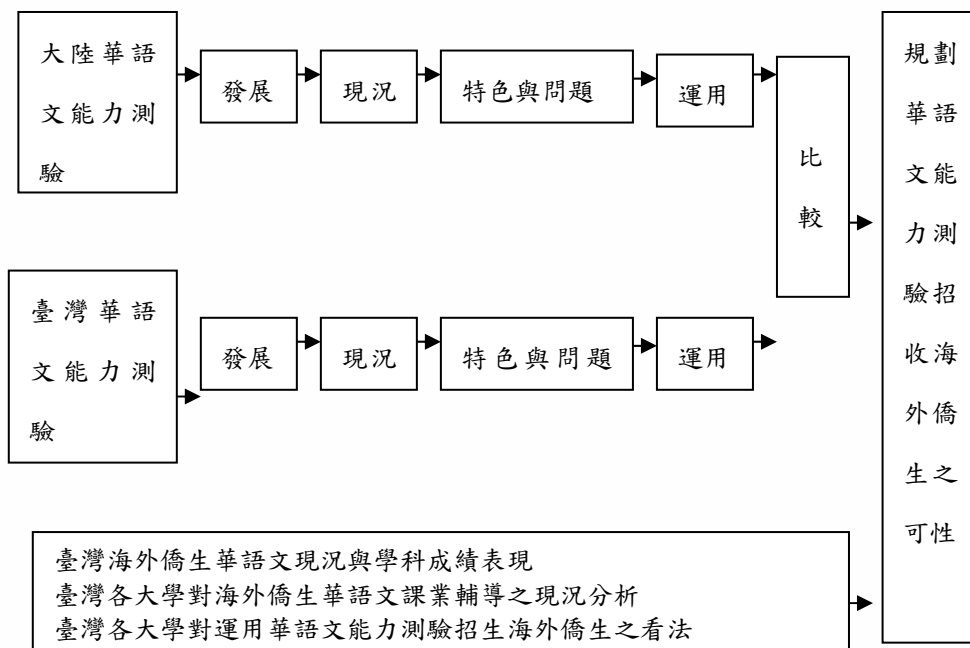 大陸華語
文能力測
驗
發展
現況
特色與問題
運用
臺灣華語
文能力測
驗
發展
現況
特色與問題
運用
比
較
臺灣海外僑生華語文現況與學科成績表現
臺灣各大學對海外僑生華語文課業輔導之現況分析
臺灣各大學對運用華語文能力測驗招生海外僑生之看法
規劃
華語
文能
力測
驗招
收海
外僑
生之
可性